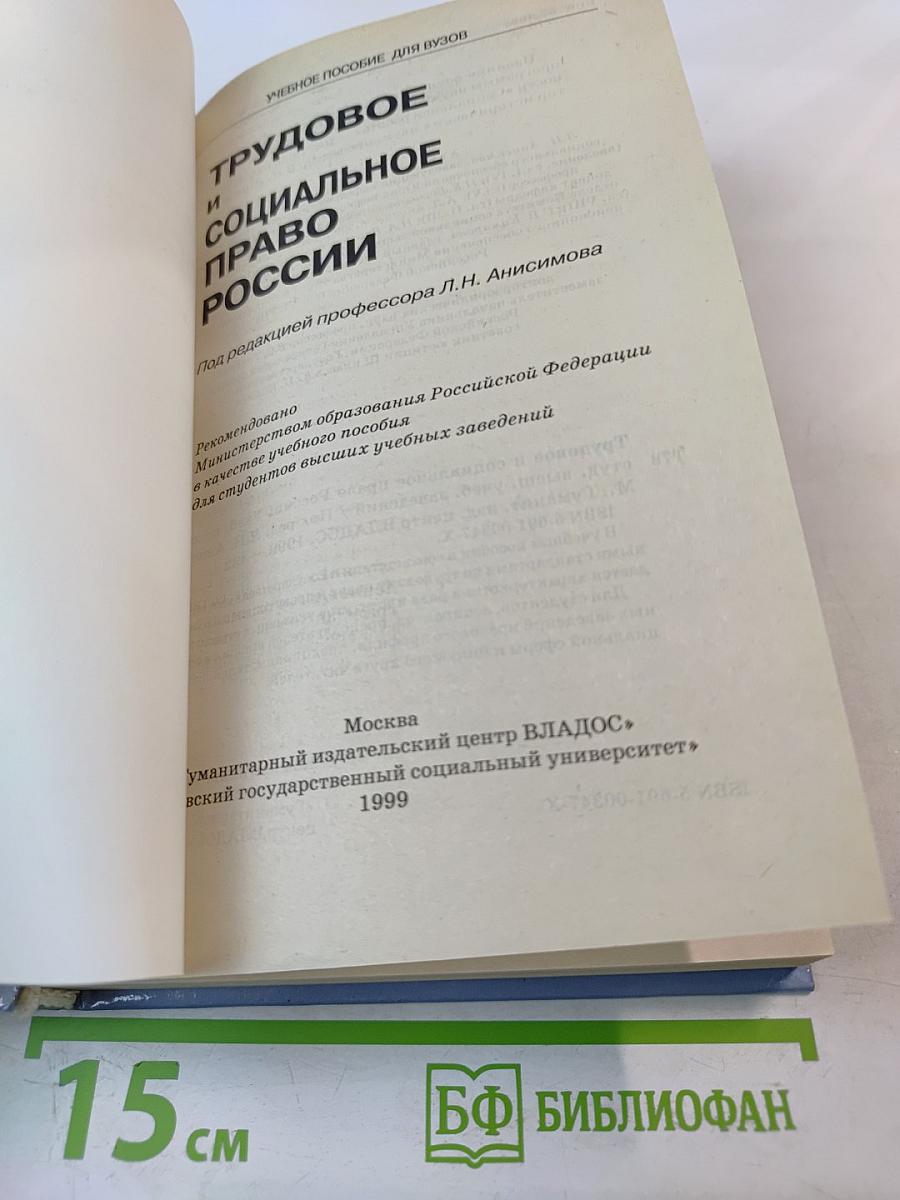 УЧЕБНОЕ ПОСОБИЕ ДЛЯ ВУЗОВ
ТРУДОВОЕ
И
СОЦИАЛЬНОЕ
ПРАВО
РОССИИ
Под редакцией профессора Л.Н. Анисимова
Рекомендовано
Министерством образования Российской Федерации
в качестве учебного пособия
для студентов высших учебных заведений
Москва
уманитарный издательский центр ВЛАДОС»
вский государственный социальный университет»
1999
15 см
БФ БИБЛИОФАН